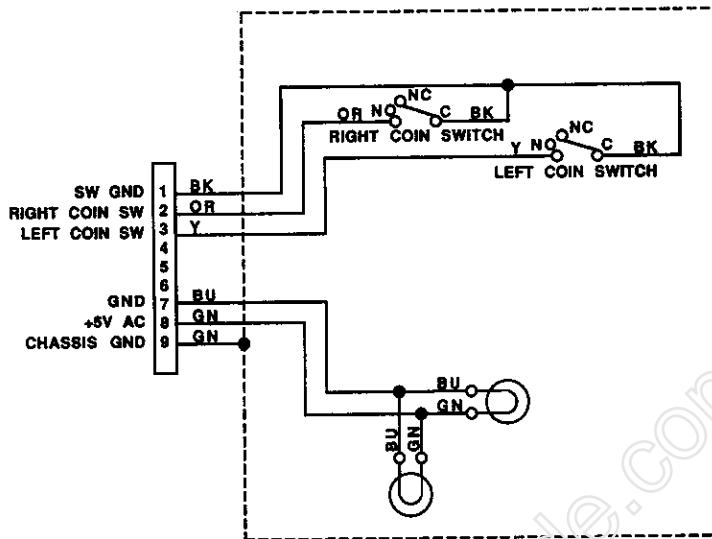 NC
OR NO C BK
RIGHT COIN SWITCH
NC
Y NO C BK
LEFT COIN SWITCH
SW GND 1 BK
RIGHT COIN SW 2 OR
LEFT COIN SW 3 Y
4
5
6
GND 7 BU
+5V AC 8 GN
CHASSIS GND 9 GN
BU
GN
BU GN
le.com